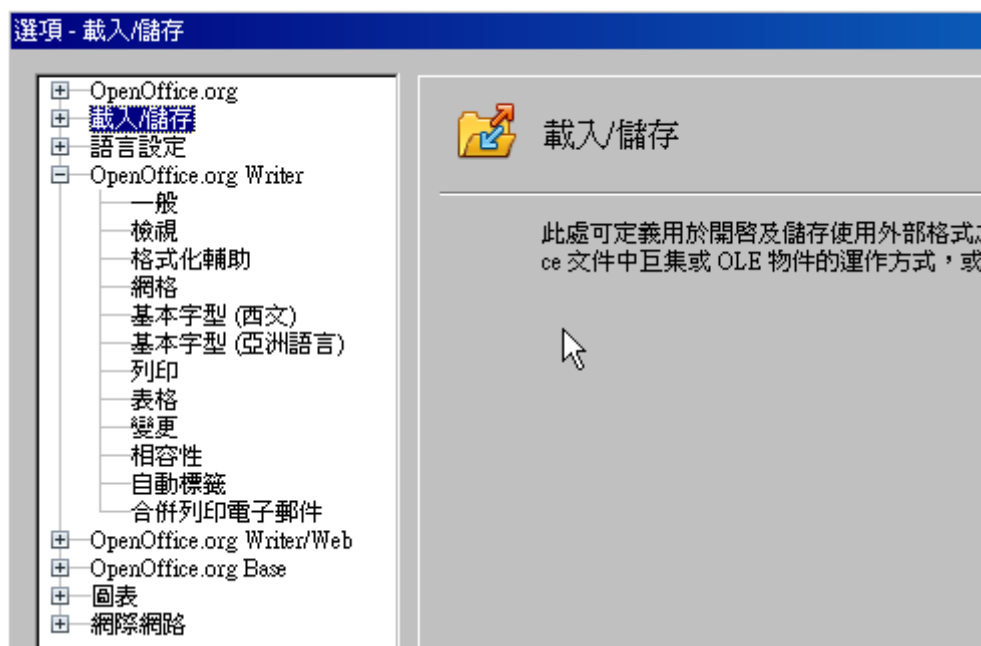 選項 - 載入/儲存
OpenOffice.org
載入/儲存
語言設定
OpenOffice.org Writer
一般
檢視
格式化輔助
網格
基本字型 (西文)
基本字型 (亞洲語言)
列印
表格
變更
相容性
自動標籤
合併列印電子郵件
OpenOffice.org Writer/Web
OpenOffice.org Base
圖表
網際網路
載入/儲存
此處可定義用於開啓及儲存使用外部格式
ce 文件中巨集或 OLE 物件的運作方式，或